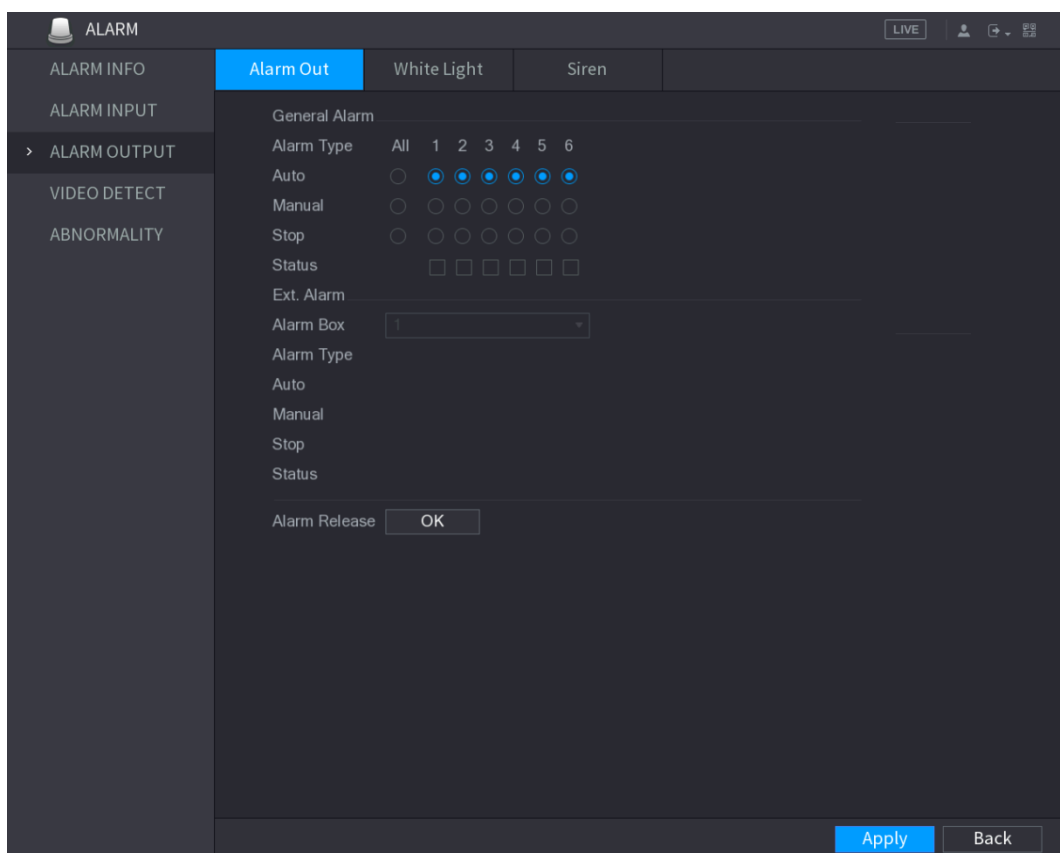 ALARM
LIVE
ALARM INFO
ALARM INPUT
ALARM OUTPUT
VIDEO DETECT
ABNORMALITY
Alarm Out White Light Siren
General Alarm
Alarm Type All 1 2 3 4 5 6
Auto
Manual
Stop
Status
Ext. Alarm
Alarm Box 1
Alarm Type
Auto
Manual
Stop
Status
Alarm Release OK
Apply Back